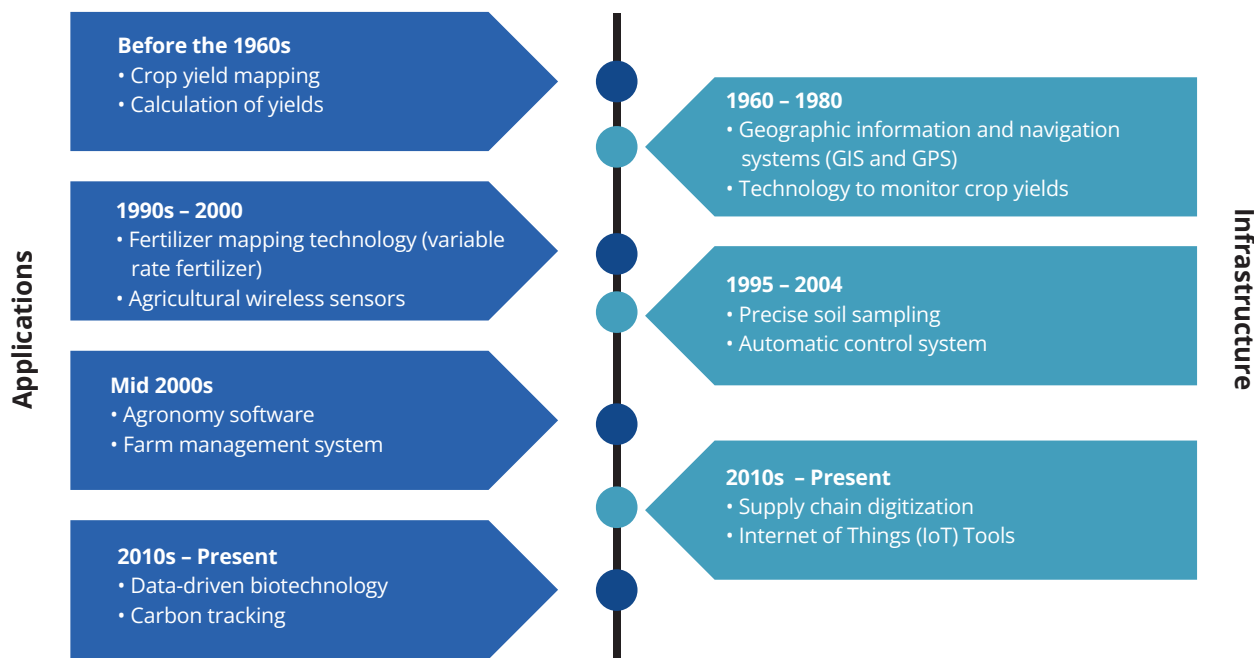 Applications
Before the 1960s
• Crop yield mapping
• Calculation of yields
1960 – 1980
• Geographic information and navigation
systems (GIS and GPS)
• Technology to monitor crop yields
1990s – 2000
• Fertilizer mapping technology (variable
rate fertilizer)
• Agricultural wireless sensors
1995 – 2004
• Precise soil sampling
• Automatic control system
Mid 2000s
• Agronomy software
• Farm management system
2010s – Present
• Supply chain digitization
• Internet of Things (IoT) Tools
2010s – Present
• Data-driven biotechnology
• Carbon tracking
Infrastructure